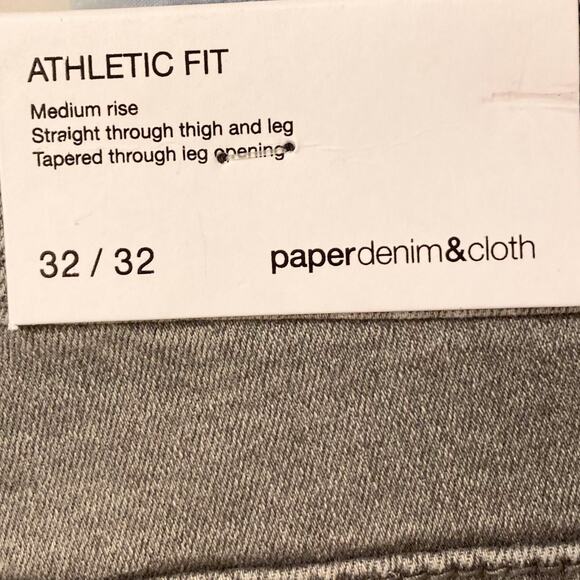 ATHLETIC FIT
Medium rise
Straight through thigh and leg
Tapered through leg opening
32 / 32
paperdenim&cloth